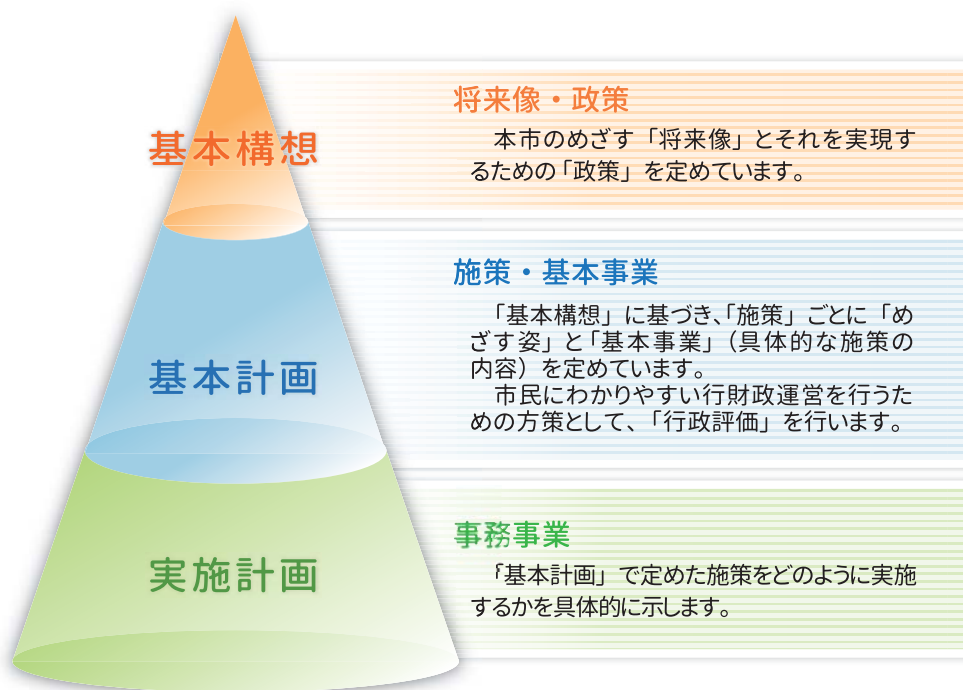 基本構想
将来像・政策
本市のめざす「将来像」とそれを実現す
るための「政策」を定めています。
基本計画
施策・基本事業
「基本構想」に基づき、「施策」ごとに「め
ざす姿」と「基本事業」（具体的な施策の
内容）を定めています。
市民にわかりやすい行財政運営を行うた
めの方策として、「行政評価」を行います。
実施計画
事務事業
「基本計画」で定めた施策をどのように実施
するかを具体的に示します。